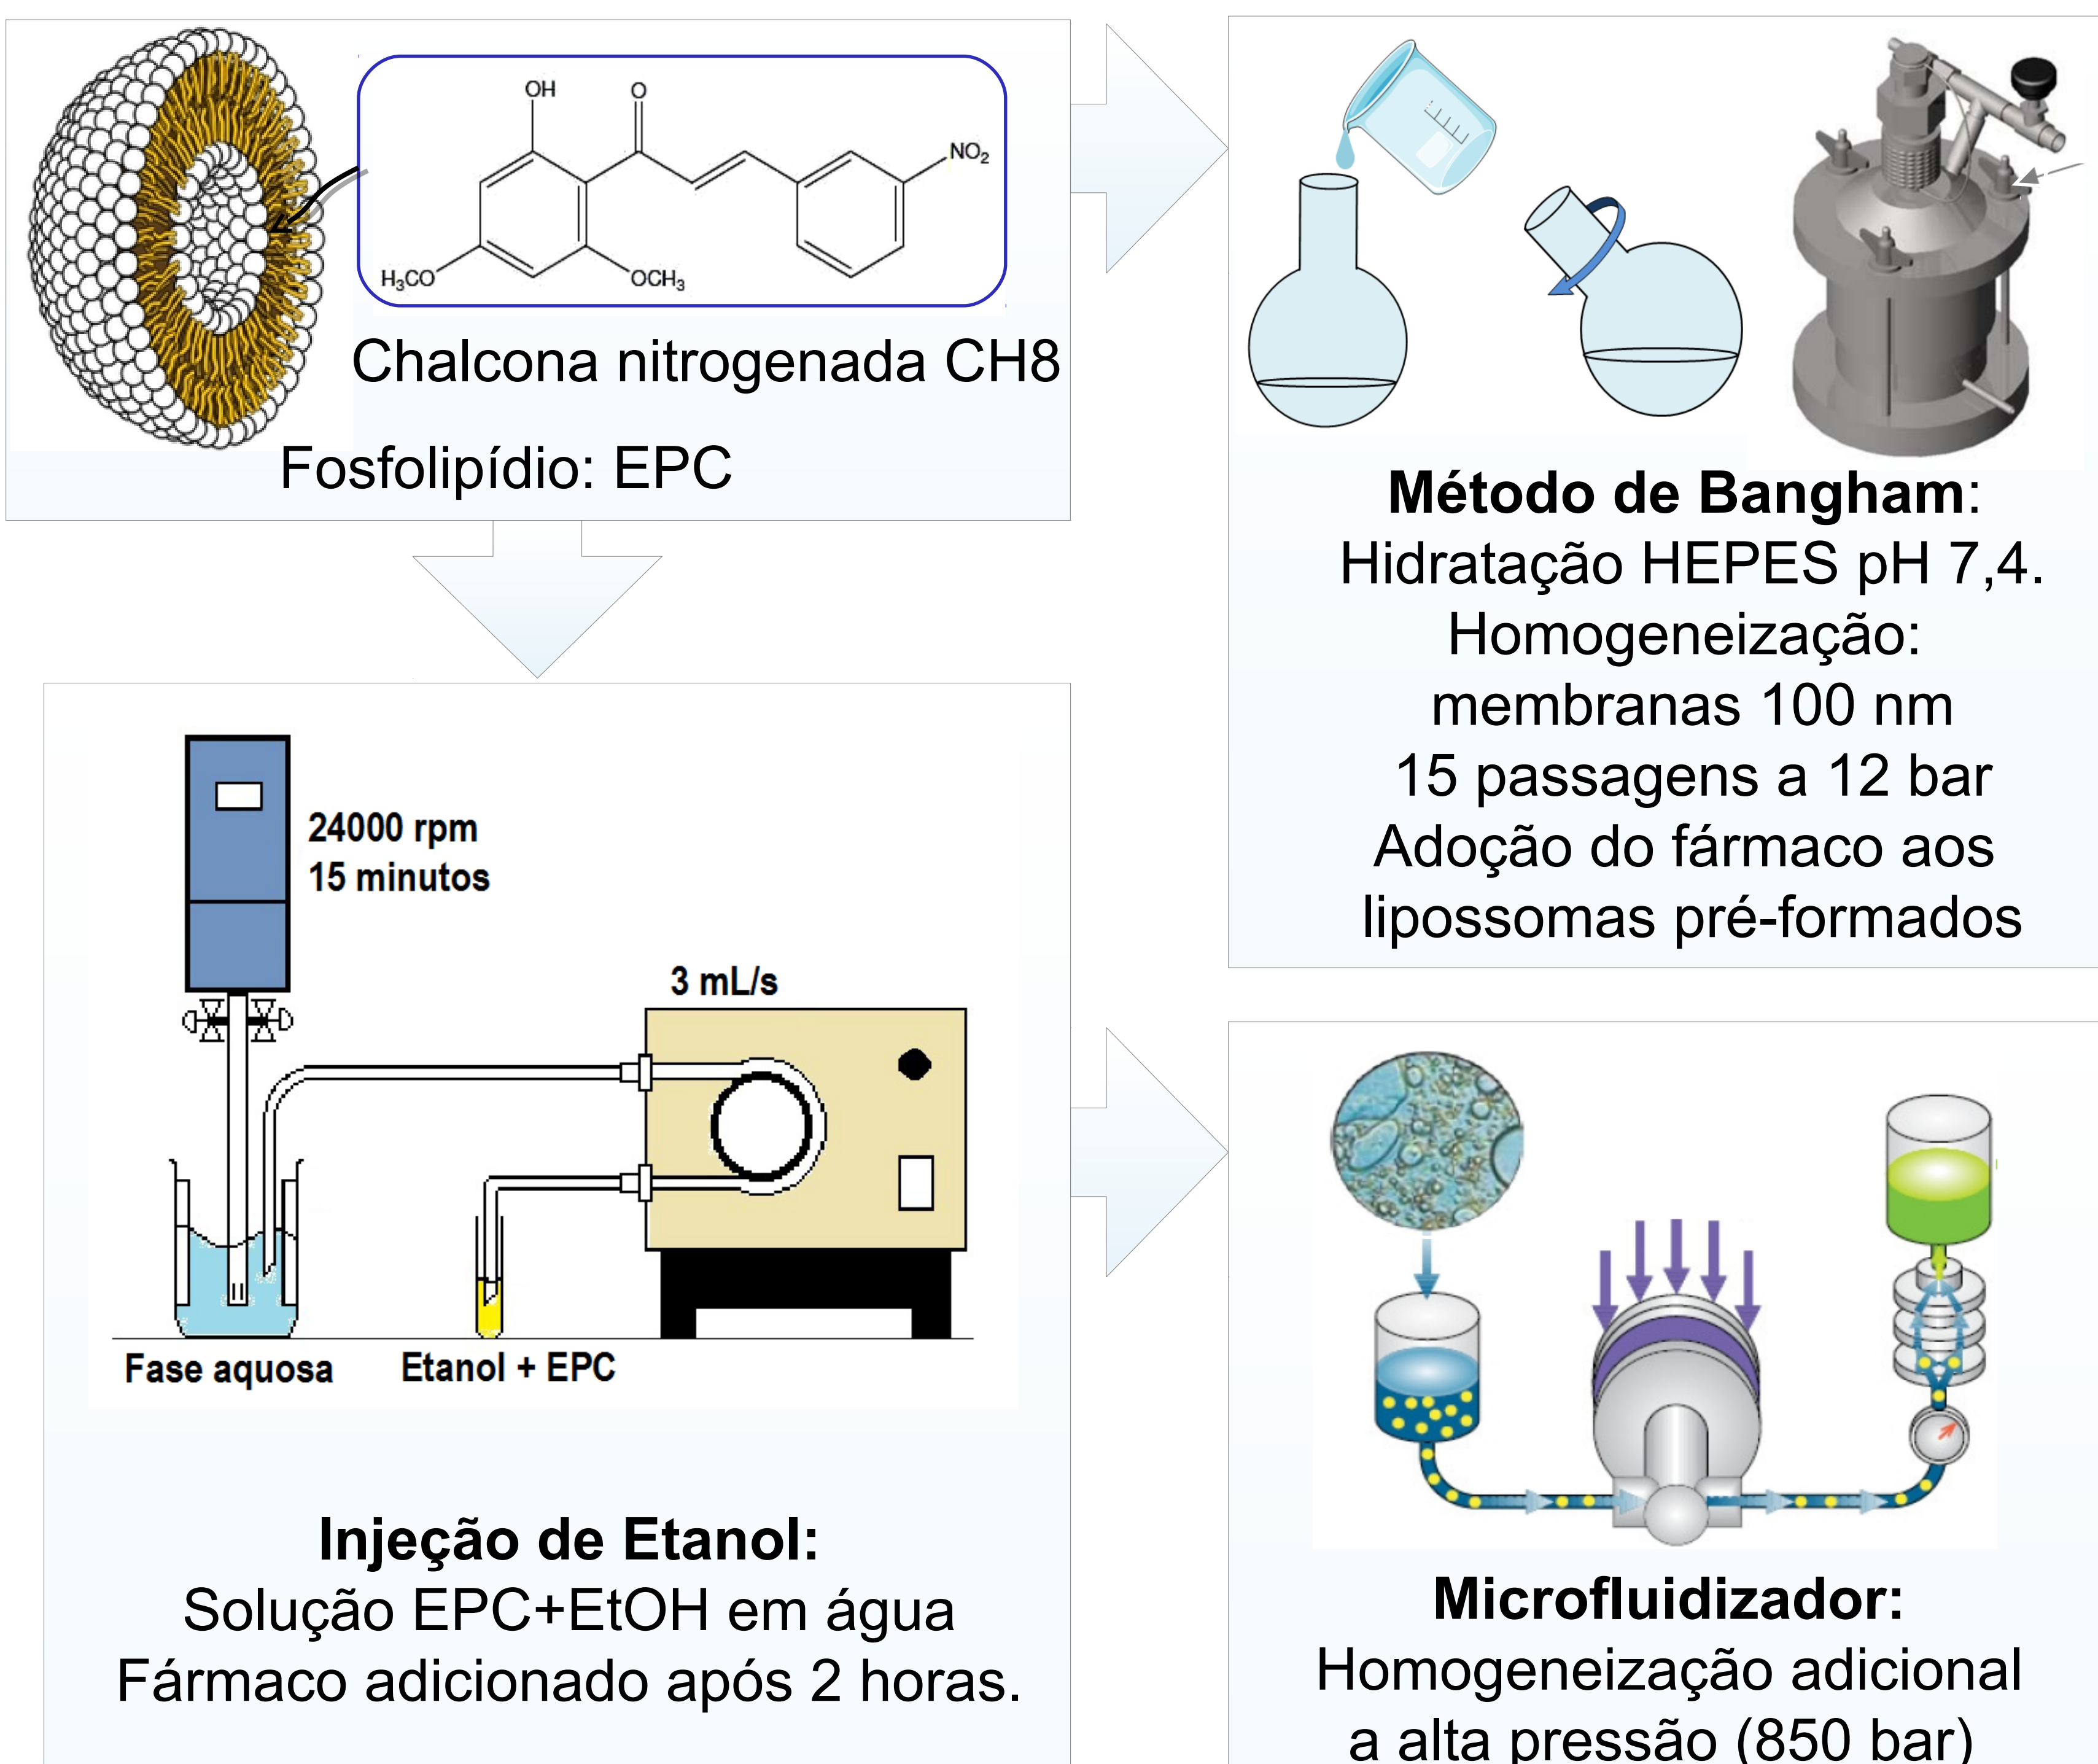 OH
O
NO2
H3CO
OCH3
Chalcona nitrogenada CH8
Fosfolipídio: EPC
Método de Bangham:
Hidratação HEPES pH 7,4.
Homogeneização:
membranas 100 nm
15 passagens a 12 bar
Adoção do fármaco aos
lipossomas pré-formados
24000 rpm
15 minutos
3 mL/s
Fase aquosa
Etanol + EPC
Injeção de Etanol:
Solução EPC+EtOH em água
Fármaco adicionado após 2 horas.
Microfluidizador:
Homogeneização adicional
a alta pressão (850 bar)